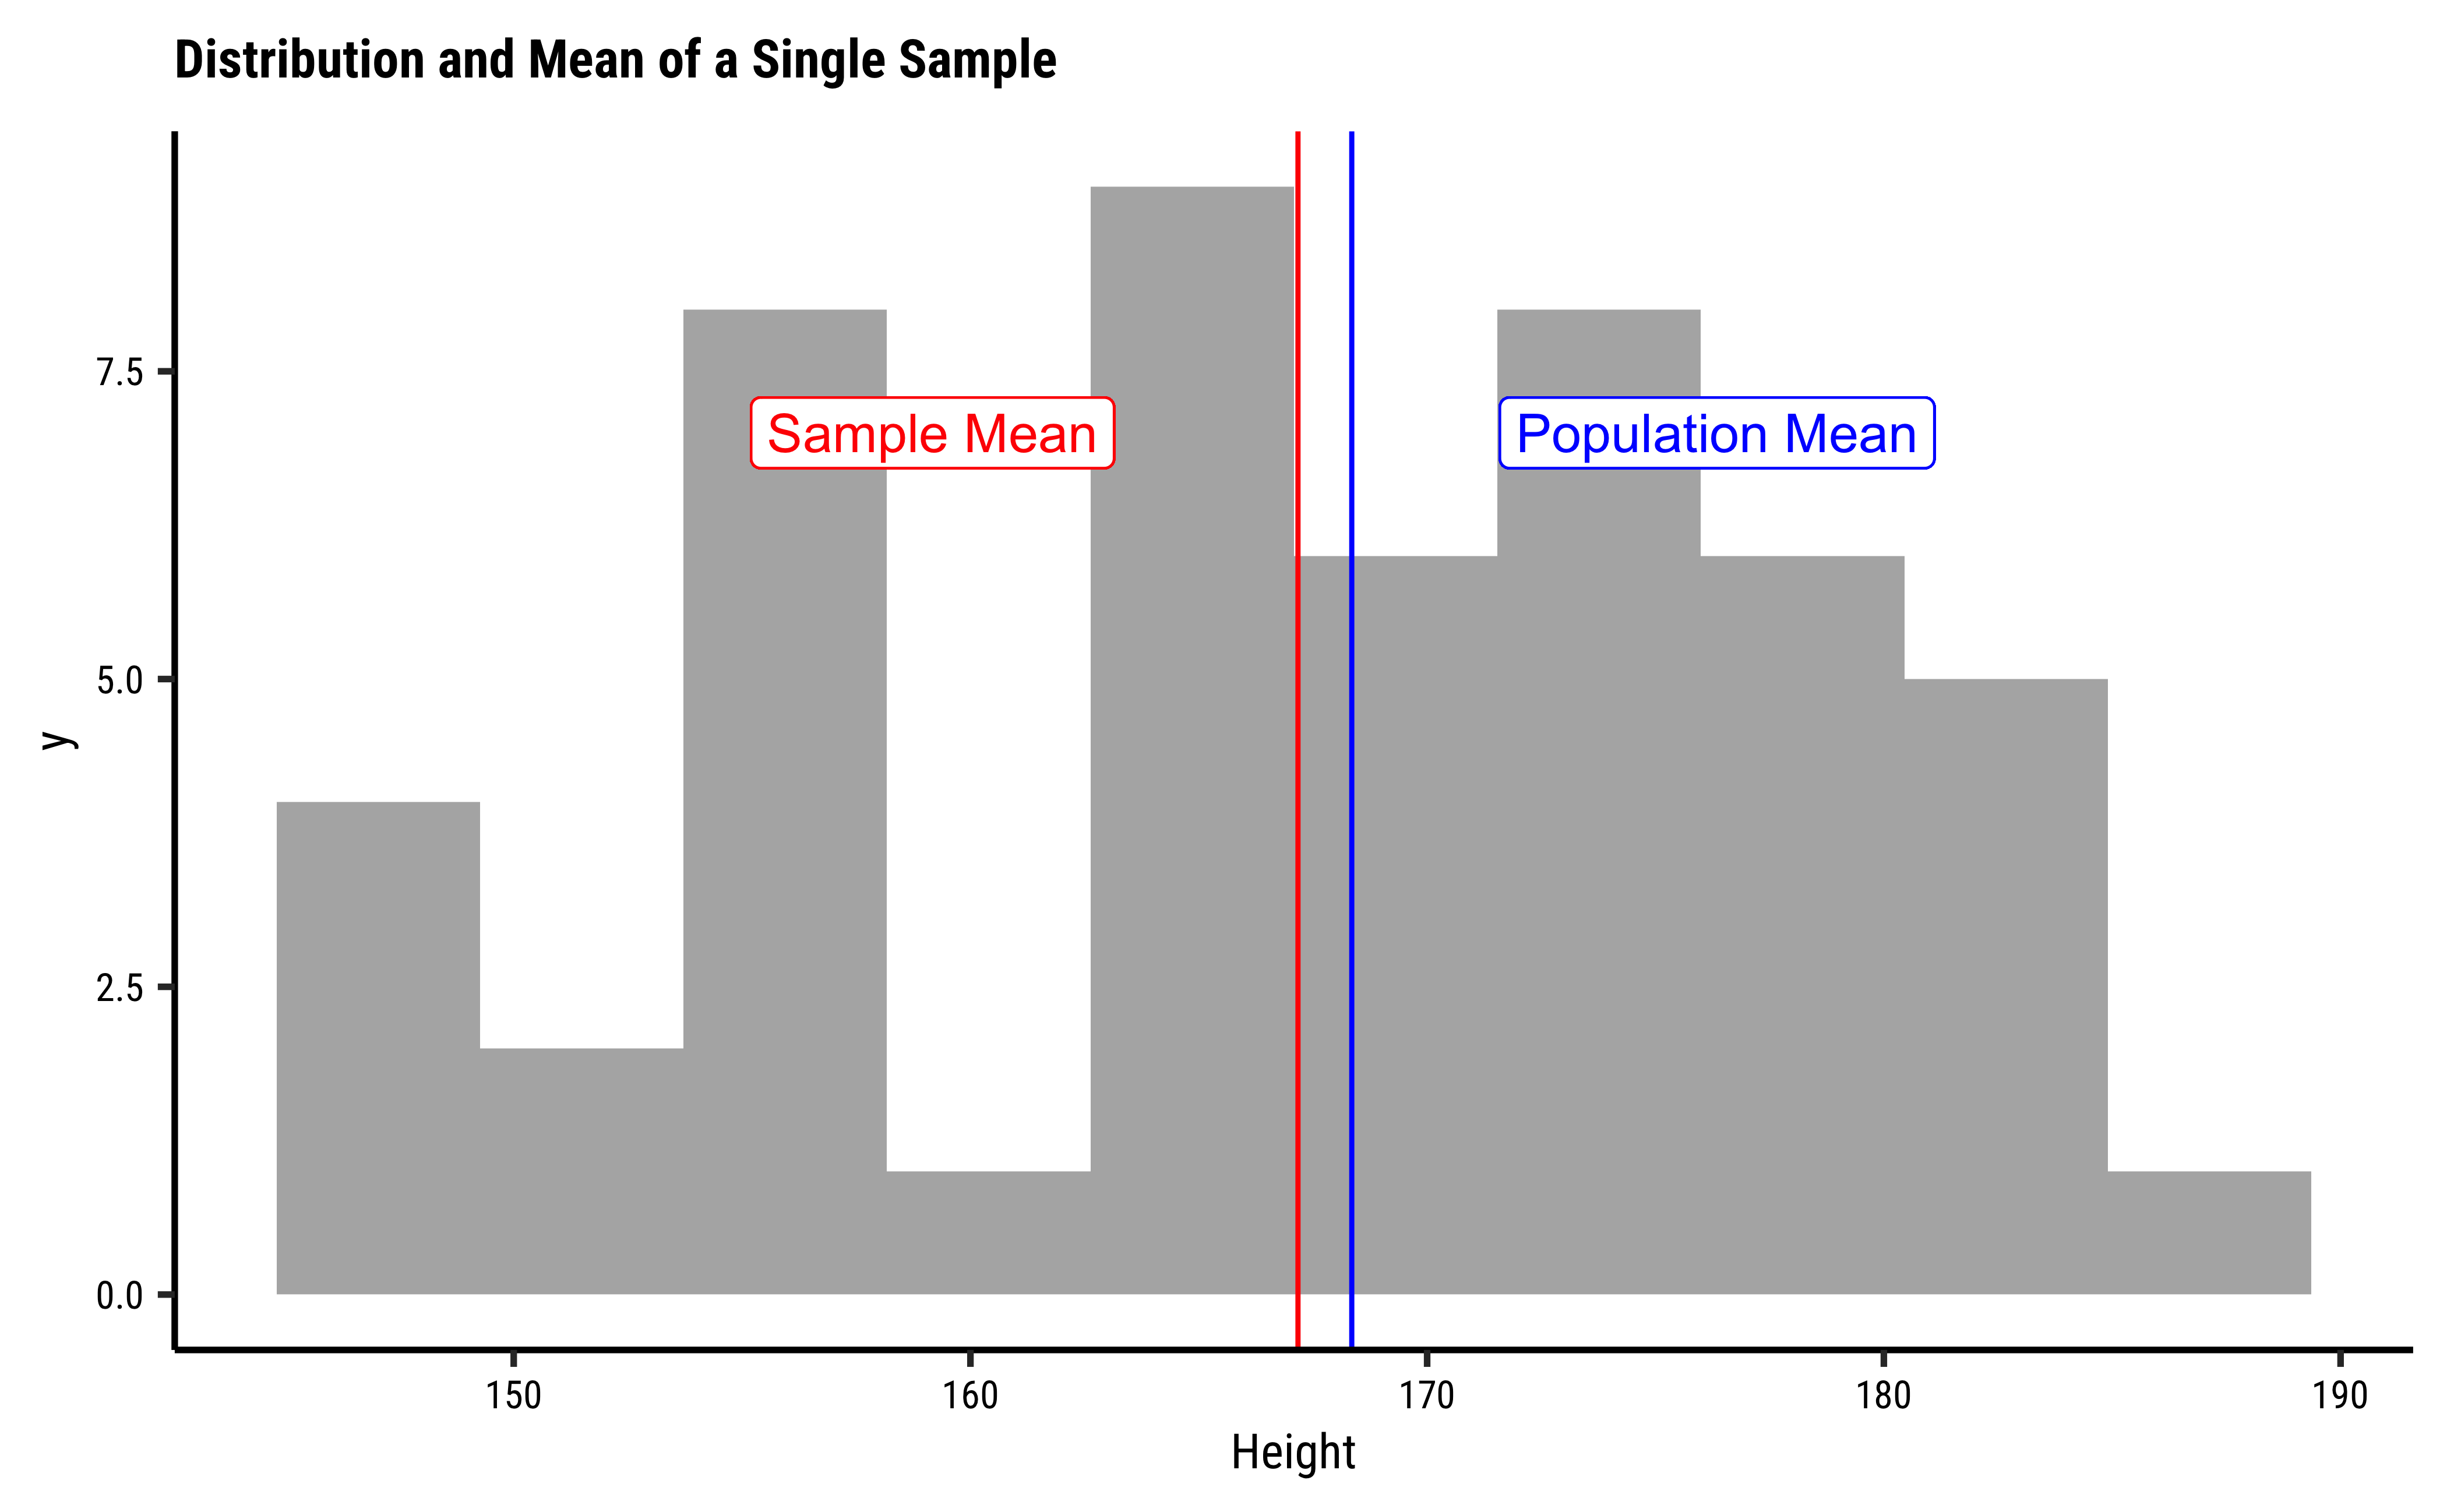 Distribution and Mean of a Single Sample
7.5
5.0
2.5
0.0
y
Sample Mean
Population Mean
150
160
170
180
190
Height